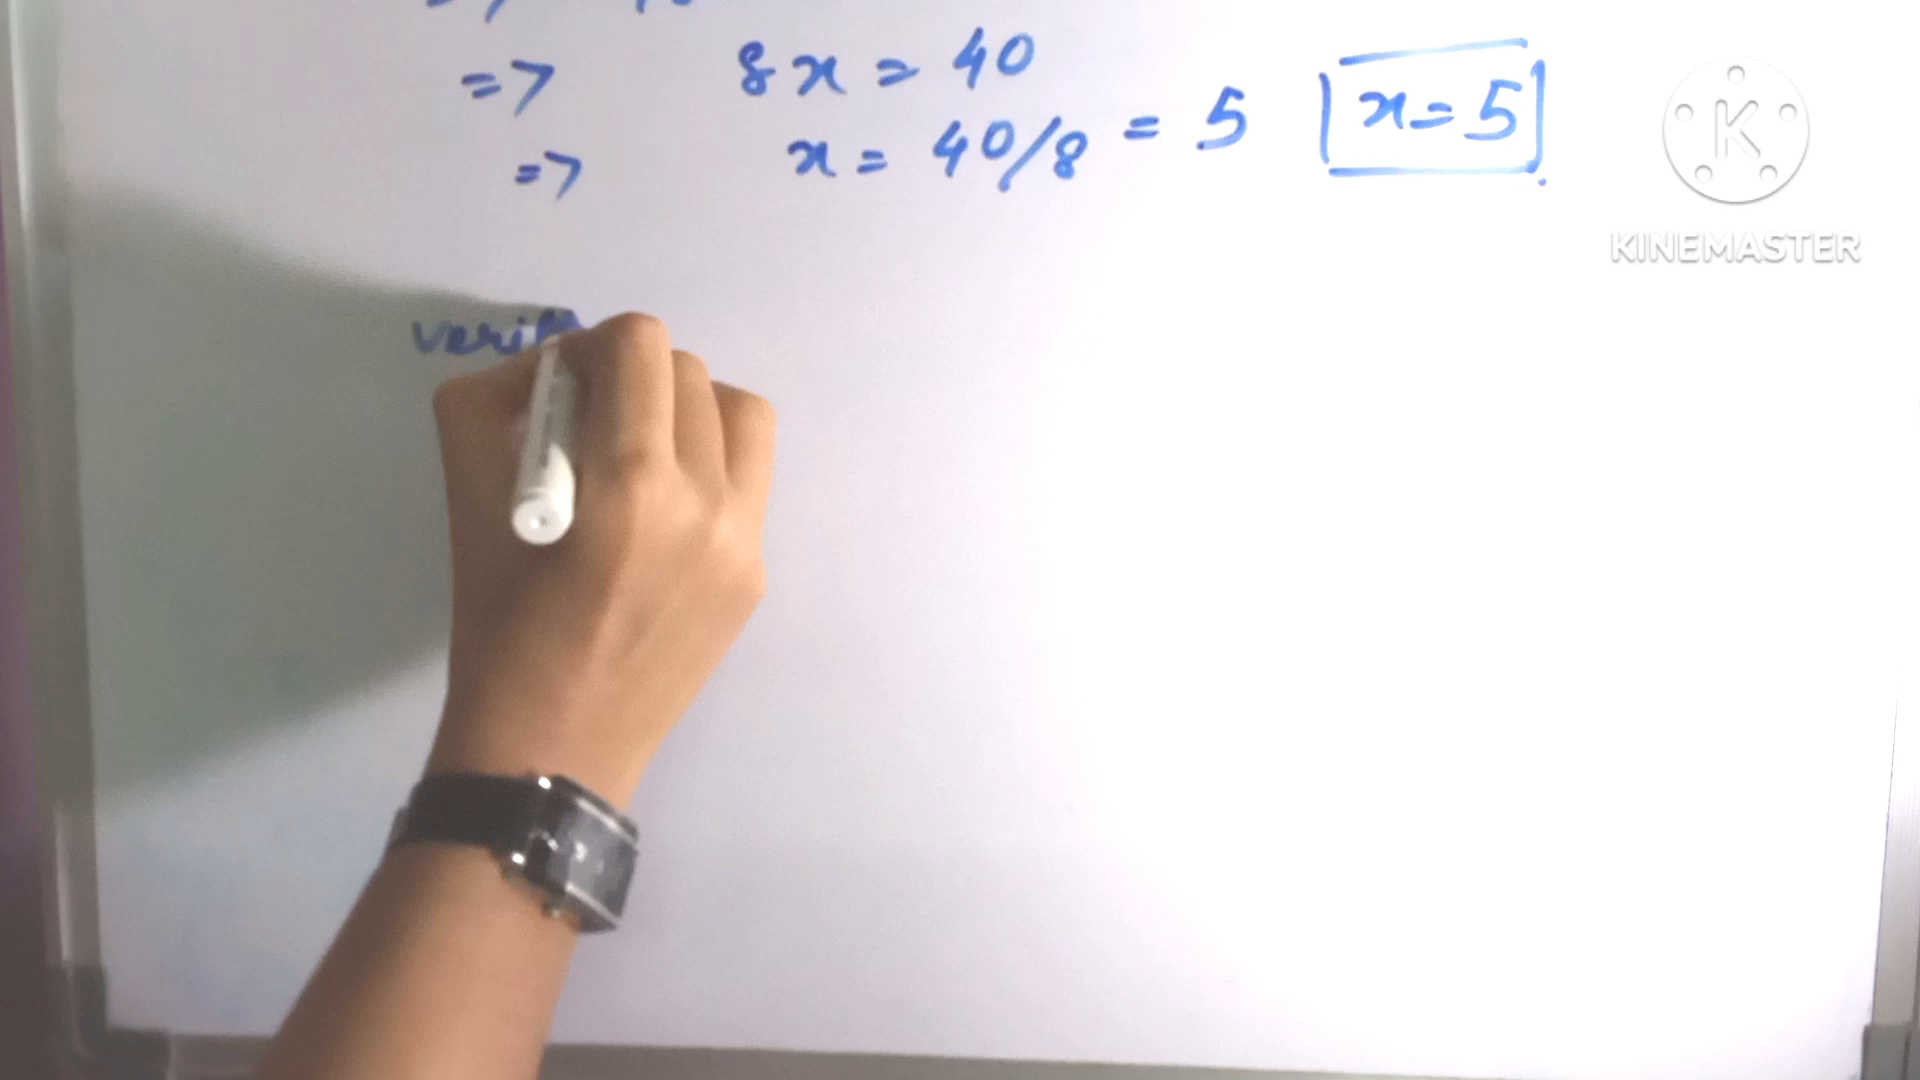 => 8x = 40
=> x = 40/8 = 5 x=5
K
KINEMASTER